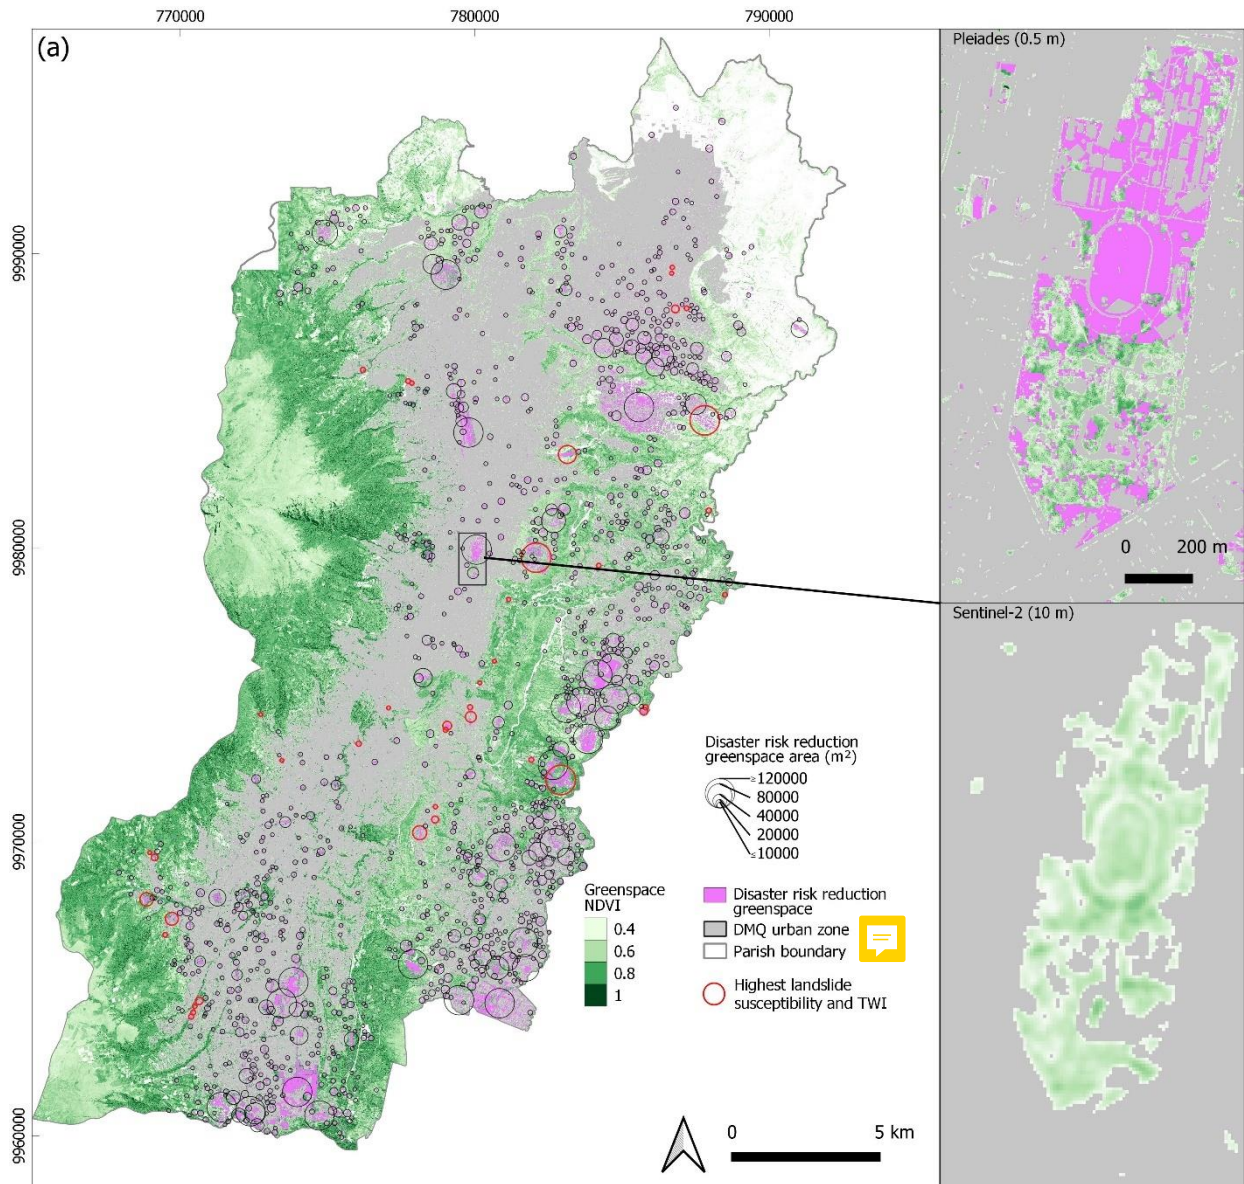 770000
780000
790000
(a)
Pleiades (0.5 m)
9990000
9980000
9970000
9960000
0 200 m
Sentinel-2 (10 m)
Disaster risk reduction
greenspace area (m²)
≥120000
80000
40000
20000
≤10000
Greenspace
NDVI
0.4
0.6
0.8
1
Disaster risk reduction
greenspace
DMQ urban zone
Parish boundary
Highest landslide
susceptibility and TWI
0 5 km